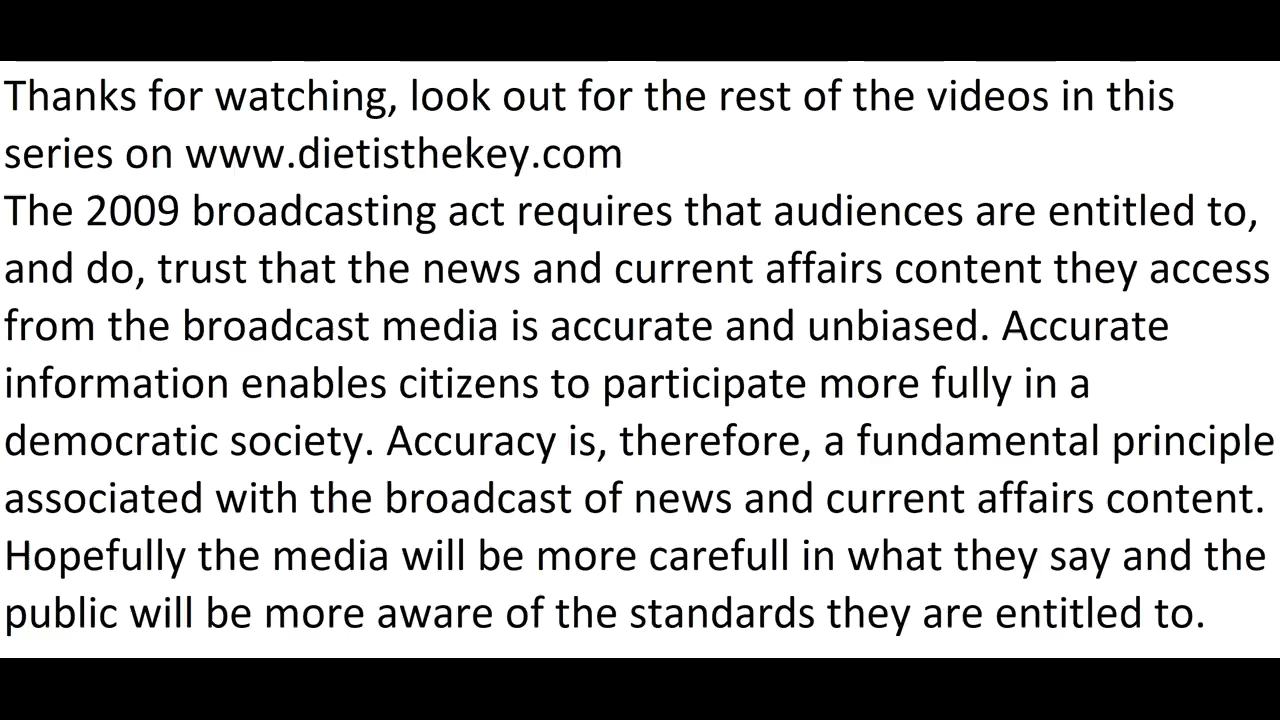 Thanks for watching, look out for the rest of the videos in this
series on www.dietisthekey.com
The 2009 broadcasting act requires that audiences are entitled to,
and do, trust that the news and current affairs content they access
from the broadcast media is accurate and unbiased. Accurate
information enables citizens to participate more fully in a
democratic society. Accuracy is, therefore, a fundamental principle
associated with the broadcast of news and current affairs content.
Hopefully the media will be more carefull in what they say and the
public will be more aware of the standards they are entitled to.